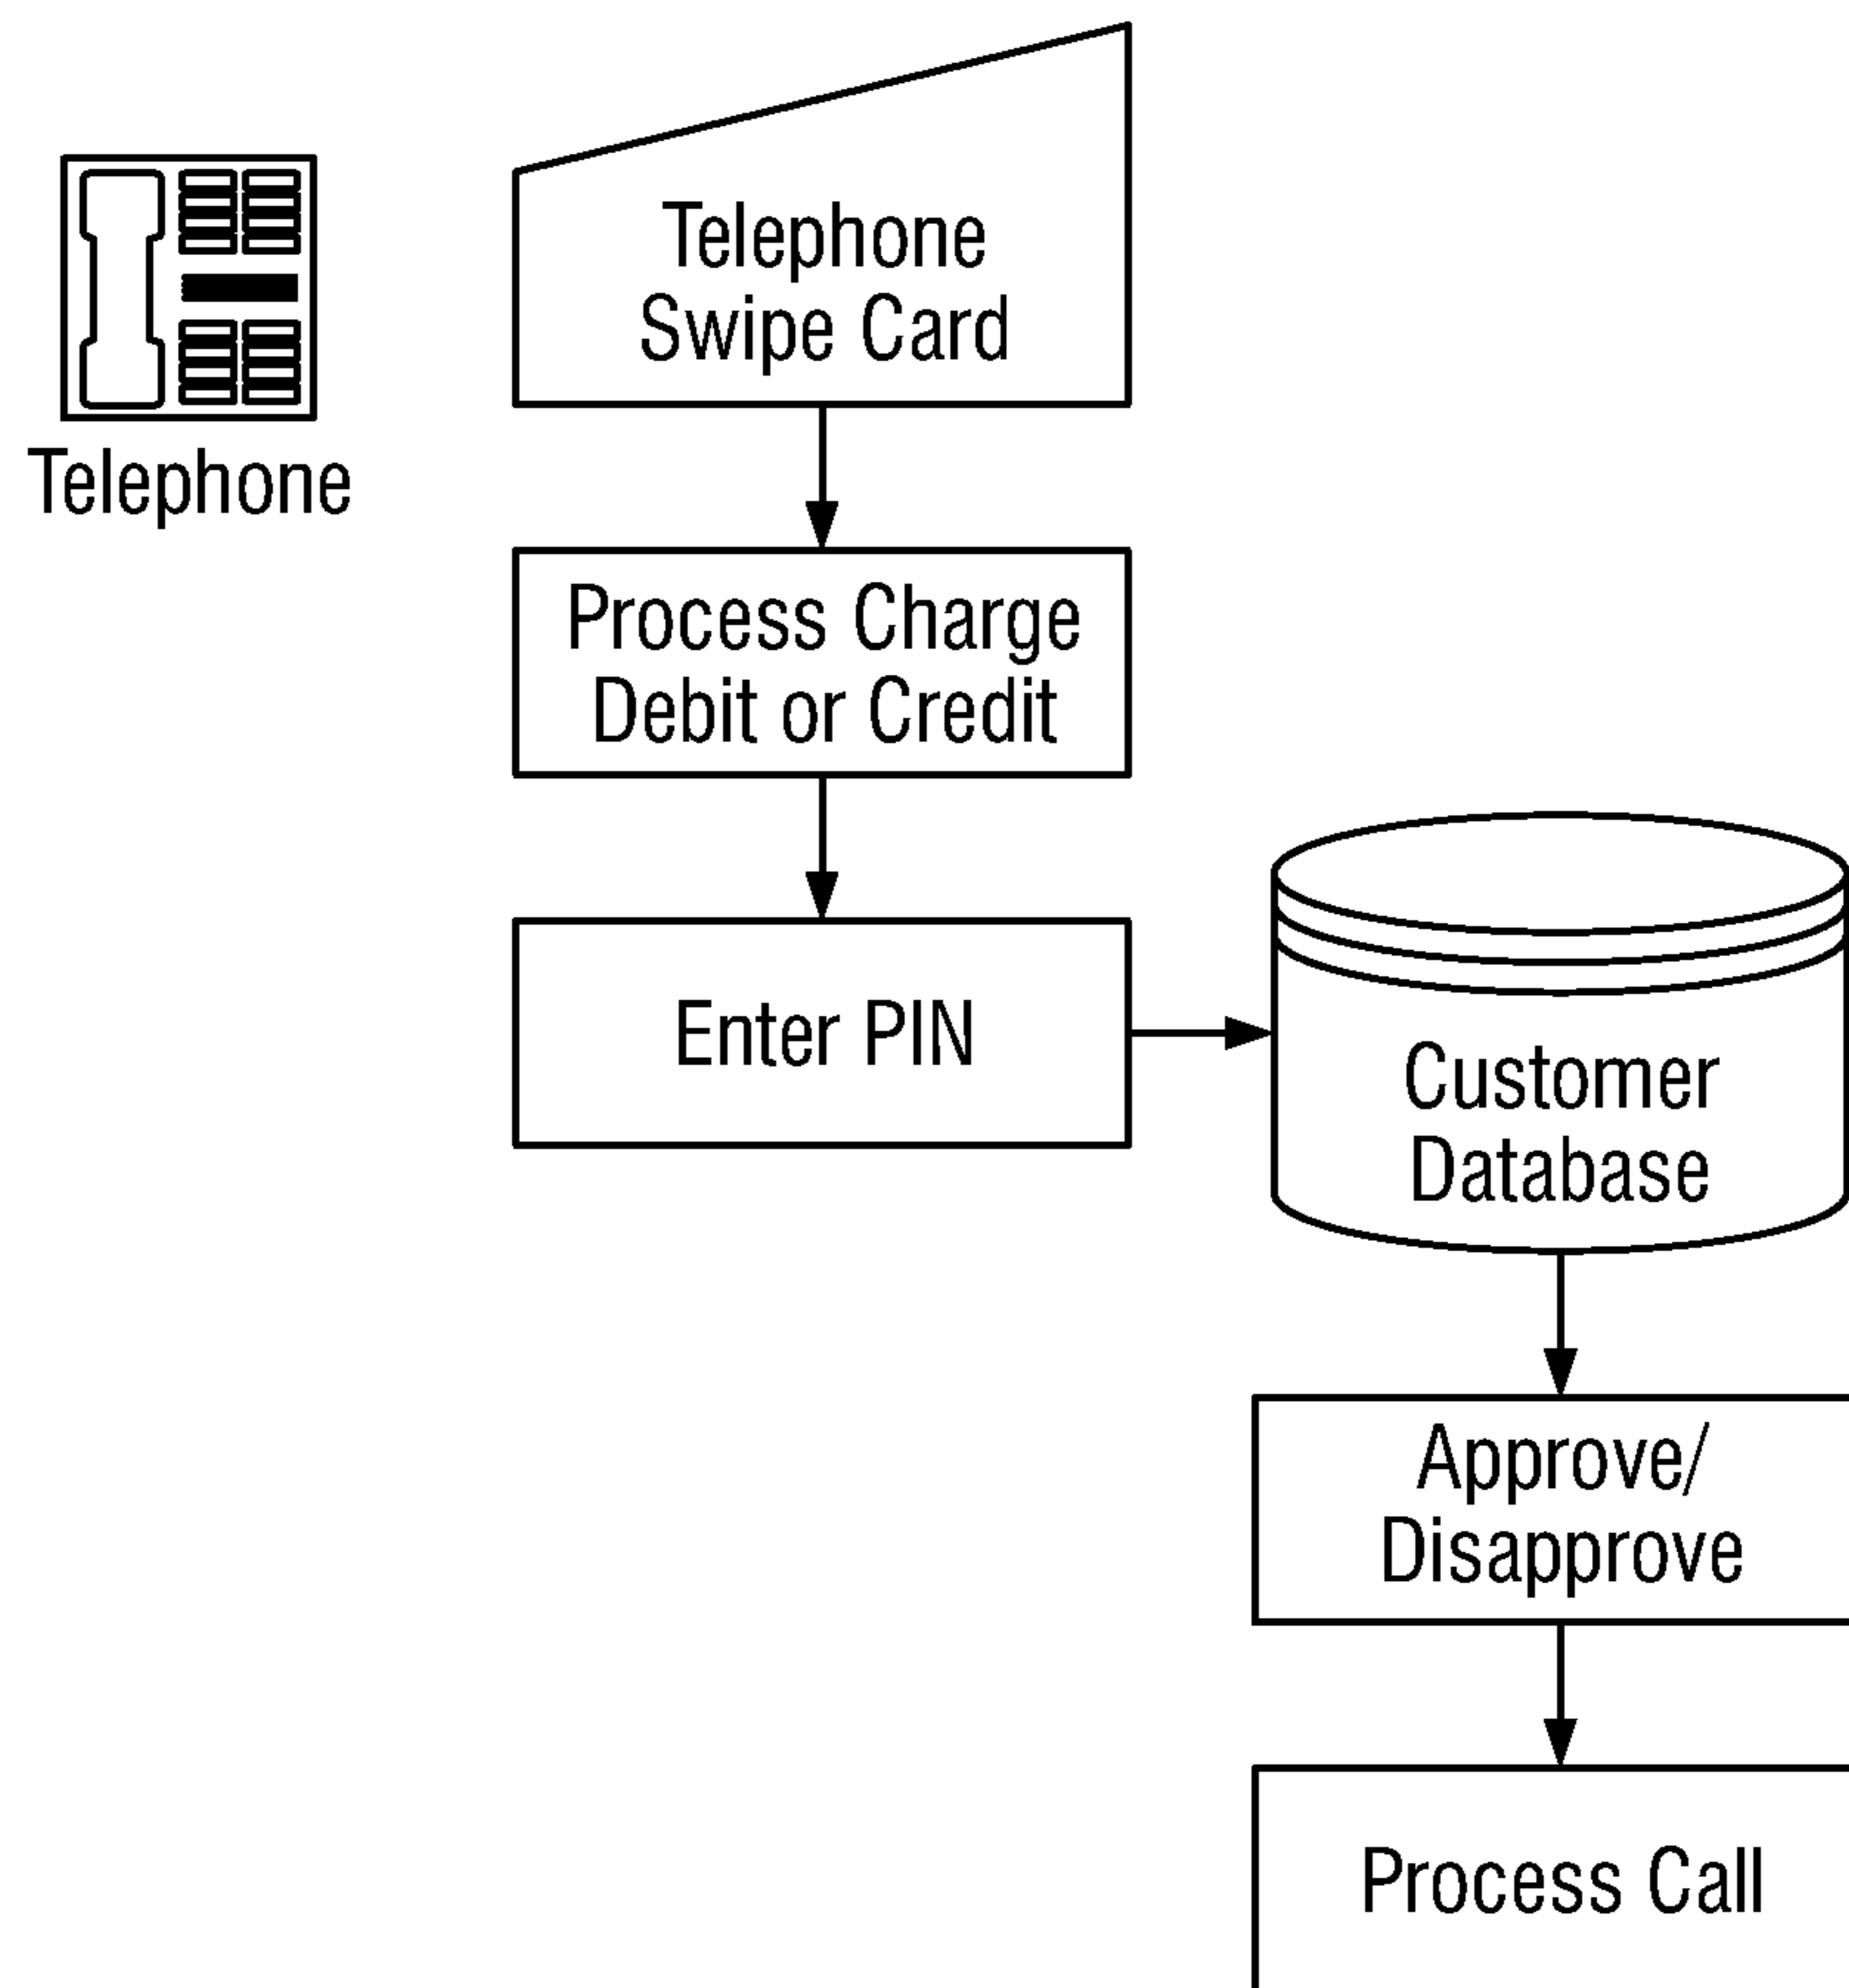 Telephone
Telephone
Swipe Card
Process Charge
Debit or Credit
Enter PIN
Customer
Database
Approve/
Disapprove
Process Call